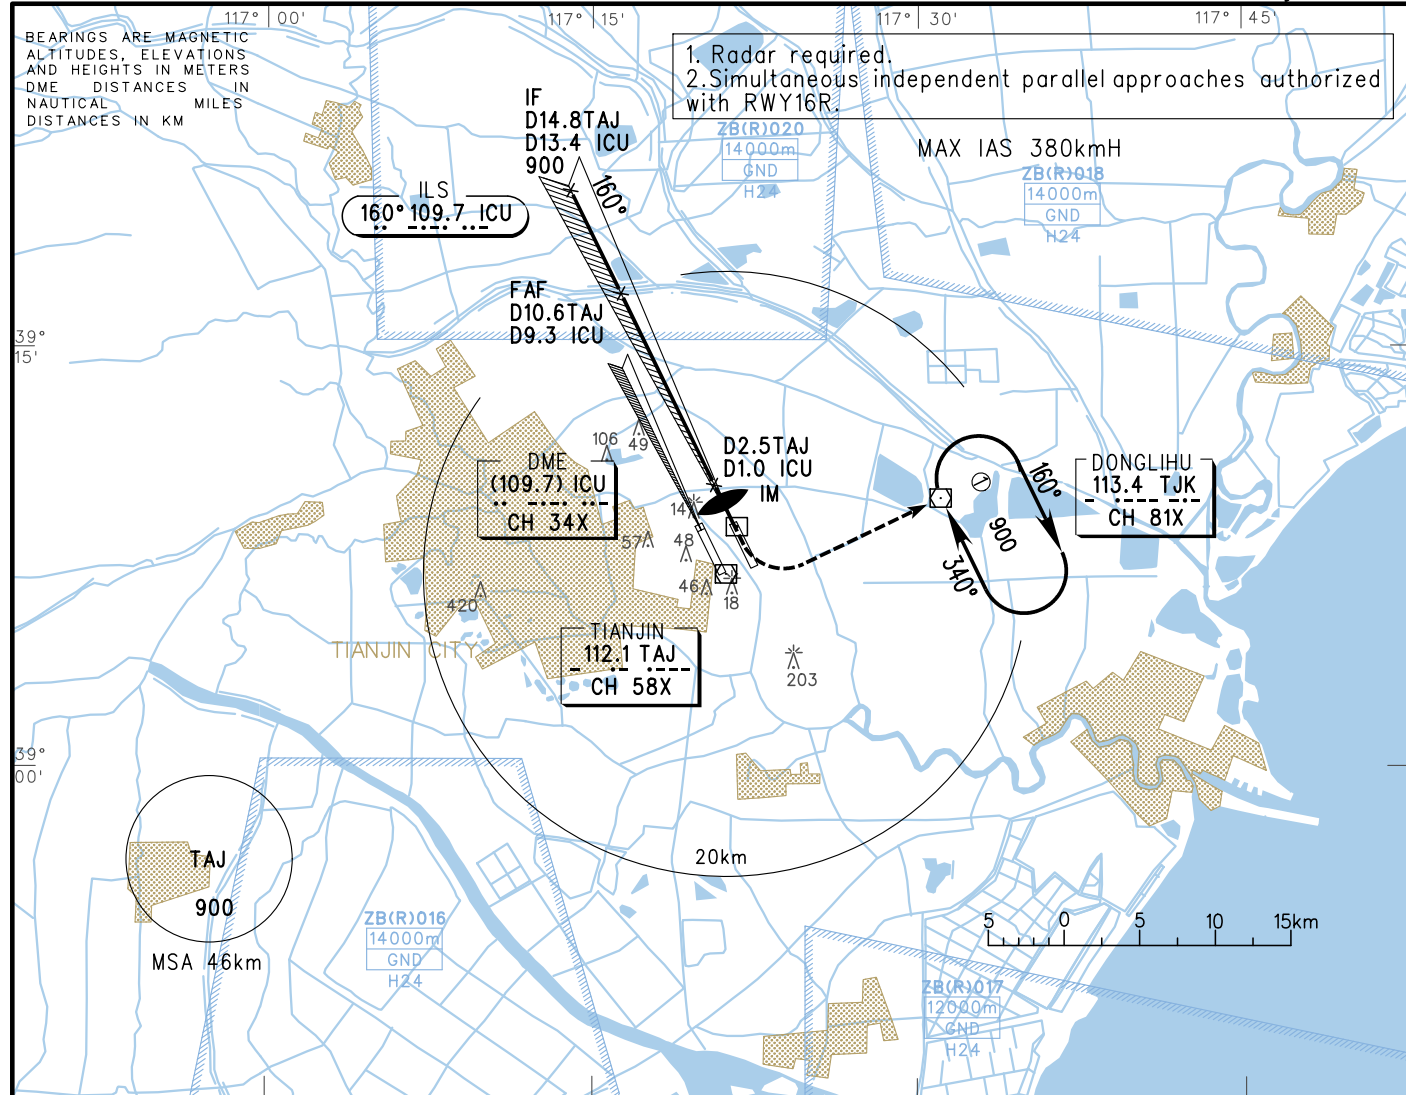 117° 00'
117° 15'
117° 30'
117° 45'
BEARINGS ARE MAGNETIC
ALTITUDES, ELEVATIONS
AND HEIGHTS IN METERS
DME DISTANCES IN
NAUTICAL MILES
DISTANCES IN KM
1. Radar required.
2.Simultaneous independent parallel approaches authorized
with RWY16R.
IF
D14.8TAJ
D13.4 ICU
900
160°
ZB(R)020
14000m
GND
H24
MAX IAS 380kmH
ZB(R)018
14000m
GND
H24
ILS
160° 109.7 ICU
FAF
D10.6TAJ
D9.3 ICU
39°
15'
106
49
D2.5TAJ
D1.0 ICU
IM
DME
(109.7) ICU
CH 34X
14
57
48
46
18
420
1
160°
900
340°
DONGLIHU
113.4 TJK
CH 81X
TIANJIN CITY
TIANJIN
112.1 TAJ
CH 58X
203
39°
00'
TAJ
900
MSA 46km
20km
5 0 5 10 15km
ZB(R)016
14000m
GND
H24
ZB(R)017
12000m
GND
H24